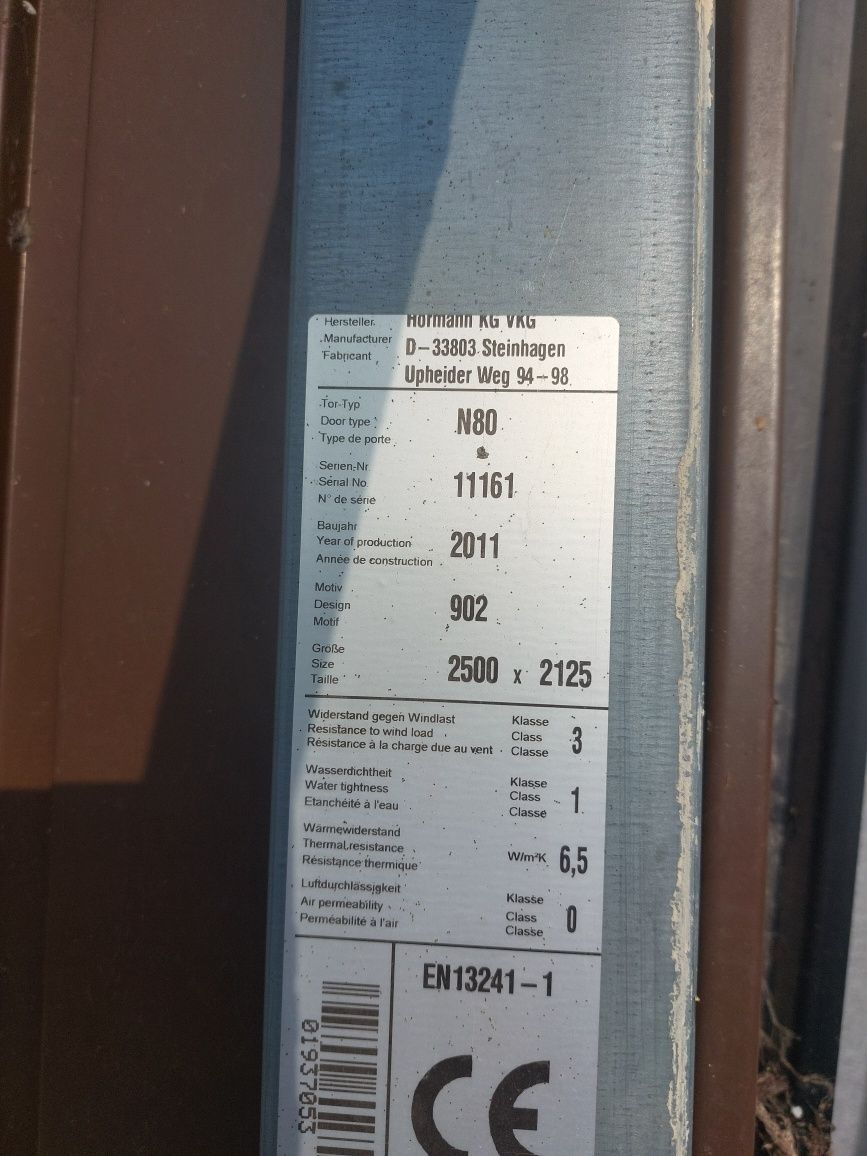 Hersteller Hörmann KG VKG
Manufacturer D-33803 Steinhagen
Fabricant Upheider Weg 94-98
Tor-Typ
Door type N80
Type de porte
Serien-Nr.
Serial No. 11161
N° de série
Baujahr
Year of production 2011
Année de construction
Motiv
Design 902
Motif
Größe
Size 2500 x 2125
Taille
Widerstand gegen Windlast Klasse
Resistance to wind load Class 3
Résistance à la charge due au vent Classe
Wasserdichtheit Klasse
Water tightness Class 1
Etanchéité à l'eau Classe
Wärmewiderstand
Thermal resistance W/m²K 6,5
Résistance thermique
Luftdurchlässigkeit Klasse
Air permeability Class 0
Perméabilité à l'air Classe
EN13241-1
CE
01937053